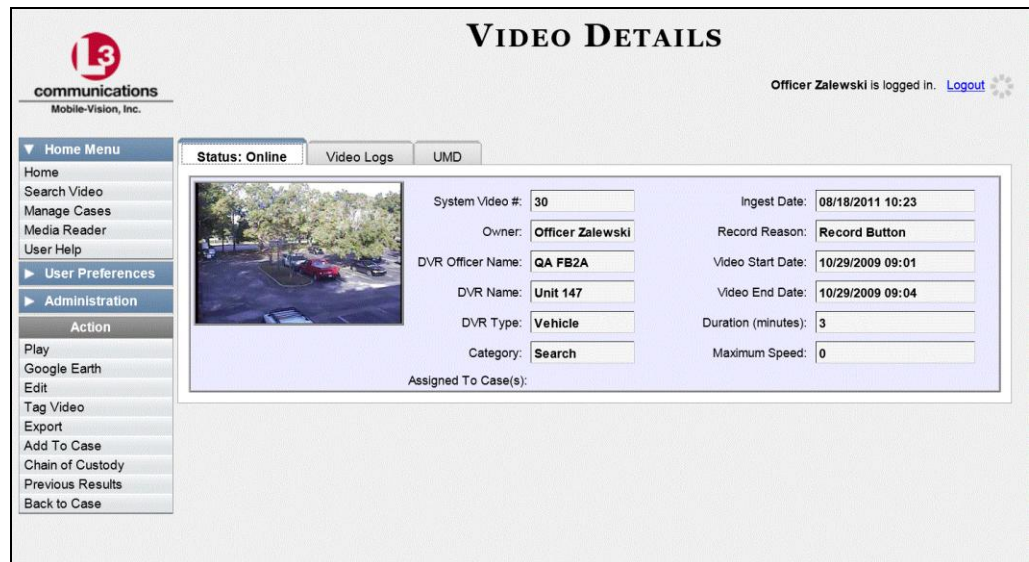 VIDEO DETAILS
L3
communications
Mobile-Vision, Inc.
Officer Zalewski is logged in. Logout
▼ Home Menu
Home
Search Video
Manage Cases
Media Reader
User Help
▶ User Preferences
▶ Administration
Action
Play
Google Earth
Edit
Tag Video
Export
Add To Case
Chain of Custody
Previous Results
Back to Case
Status: Online Video Logs UMD
System Video #: 30 Ingest Date: 08/18/2011 10:23
Owner: Officer Zalewski Record Reason: Record Button
DVR Officer Name: QA FB2A Video Start Date: 10/29/2009 09:01
DVR Name: Unit 147 Video End Date: 10/29/2009 09:04
DVR Type: Vehicle Duration (minutes): 3
Category: Search Maximum Speed: 0
Assigned To Case(s):